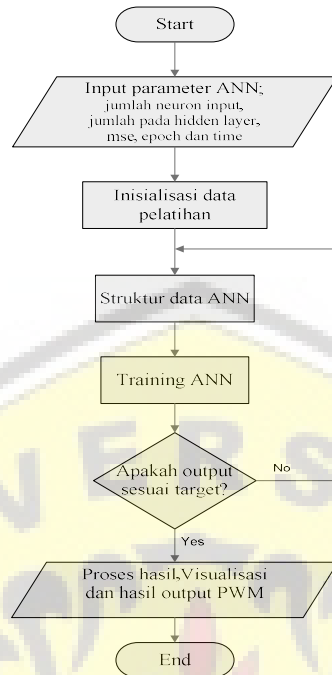 Start
Input parameter ANN;
jumlah neuron input,
jumlah pada hidden layer,
mse, epoch dan time
Inisialisasi data
pelatihan
Struktur data ANN
Training ANN
Apakah output
sesuai target?
No
Yes
Proses hasil,Visualisasi
dan hasil output PWM
End